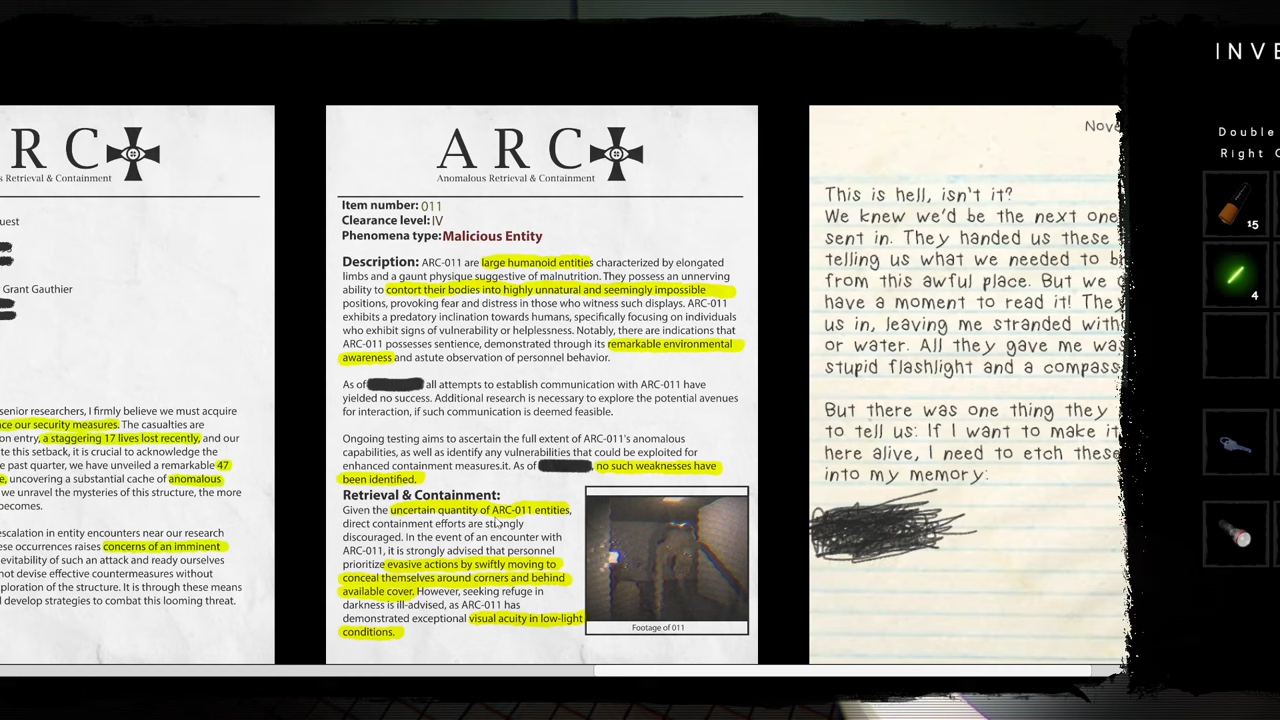 INVE
Double
Right C
15
4
R C
s Retrieval & Containment
uest
Grant Gauthier
senior researchers, I firmly believe we must acquire
ce our security measures. The casualties are
on entry, a staggering 17 lives lost recently, and our
te this setback, it is crucial to acknowledge the
e past quarter, we have unveiled a remarkable 47
e, uncovering a substantial cache of anomalous
we unravel the mysteries of this structure, the more
becomes.
escalation in entity encounters near our research
ese occurrences raises concerns of an imminent
evitability of such an attack and ready ourselves
not devise effective countermeasures without
ploration of the structure. It is through these means
l develop strategies to combat this looming threat.
A R C
Anomalous Retrieval & Containment
Item number: 011
Clearance level: IV
Phenomena type: Malicious Entity
Description: ARC-011 are large humanoid entities characterized by elongated
limbs and a gaunt physique suggestive of malnutrition. They possess an unnerving
ability to contort their bodies into highly unnatural and seemingly impossible
positions, provoking fear and distress in those who witness such displays. ARC-011
exhibits a predatory inclination towards humans, specifically focusing on individuals
who exhibit signs of vulnerability or helplessness. Notably, there are indications that
ARC-011 possesses sentience, demonstrated through its remarkable environmental
awareness and astute observation of personnel behavior.
As of all attempts to establish communication with ARC-011 have
yielded no success. Additional research is necessary to explore the potential avenues
for interaction, if such communication is deemed feasible.
Ongoing testing aims to ascertain the full extent of ARC-011's anomalous
capabilities, as well as identify any vulnerabilities that could be exploited for
enhanced containment measures.it. As of , no such weaknesses have
been identified.
Retrieval & Containment:
Given the uncertain quantity of ARC-011 entities,
direct containment efforts are strongly
discouraged. In the event of an encounter with
ARC-011, it is strongly advised that personnel
prioritize evasive actions by swiftly moving to
conceal themselves around corners and behind
available cover. However, seeking refuge in
darkness is ill-advised, as ARC-011 has
demonstrated exceptional visual acuity in low-light
conditions.
Footage of 011
Nove
This is hell, isn't it?
We knew we'd be the next one
sent in. They handed us these
telling us what we needed to br
from this awful place. But we d
have a moment to read it! They
us in, leaving me stranded witho
or water. All they gave me was
stupid flashlight and a compass
But there was one thing they
to tell us: If I want to make it
here alive, I need to etch these
into my memory: